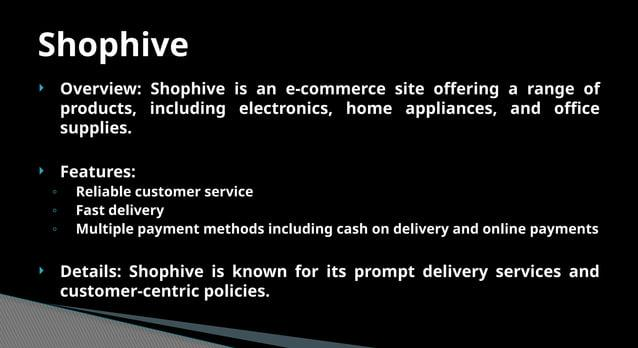 Shophive
Overview: Shophive is an e-commerce site offering a range of
products, including electronics, home appliances, and office
supplies.
Features:
Reliable customer service
Fast delivery
Multiple payment methods including cash on delivery and online payments
Details: Shophive is known for its prompt delivery services and
customer-centric policies.